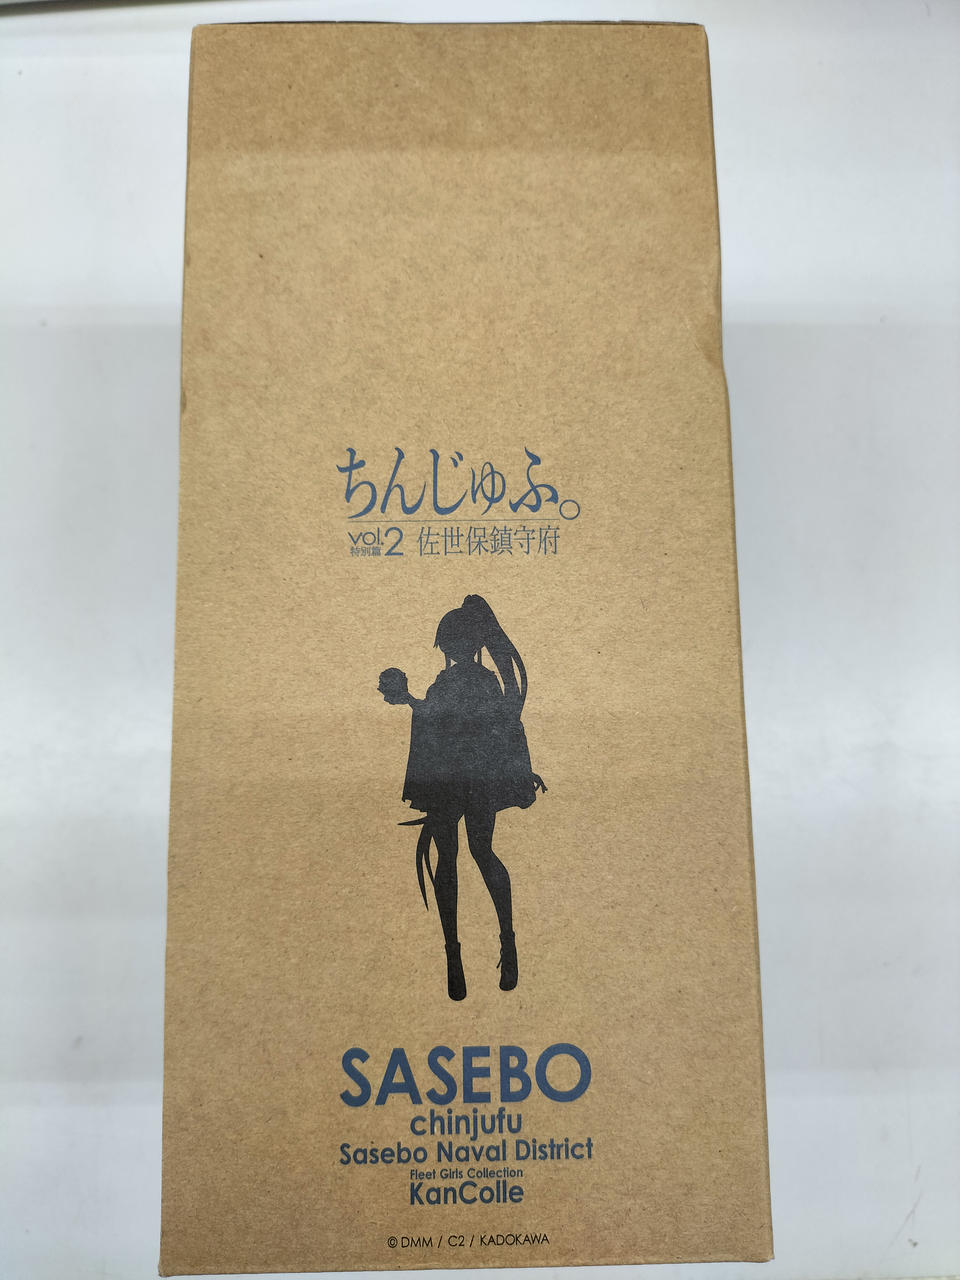 ちんじゅふ。
vol.2 佐世保鎮守府
特別篇
SASEBO
chinjufu
Sasebo Naval District
Fleet Girls Collection
KanColle
© DMM / C2 / KADOKAWA